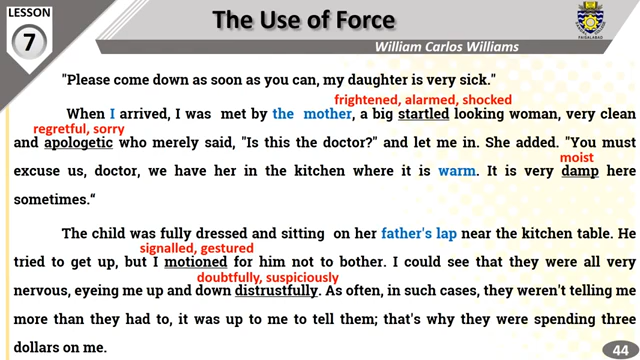 LESSON
7
The Use of Force
William Carlos Williams
FAISALABAD
"Please come down as soon as you can, my daughter is very sick."
frightened, alarmed, shocked
When I arrived, I was met by the mother, a big startled looking woman, very clean
regretful, sorry
and apologetic who merely said, "Is this the doctor?" and let me in. She added. "You must
moist
excuse us, doctor, we have her in the kitchen where it is warm. It is very damp here
sometimes.“
The child was fully dressed and sitting on her father's lap near the kitchen table. He
signalled, gestured
tried to get up, but I motioned for him not to bother. I could see that they were all very
doubtfully, suspiciously
nervous, eyeing me up and down distrustfully. As often, in such cases, they weren't telling me
more than they had to, it was up to me to tell them; that's why they were spending three
dollars on me.
44